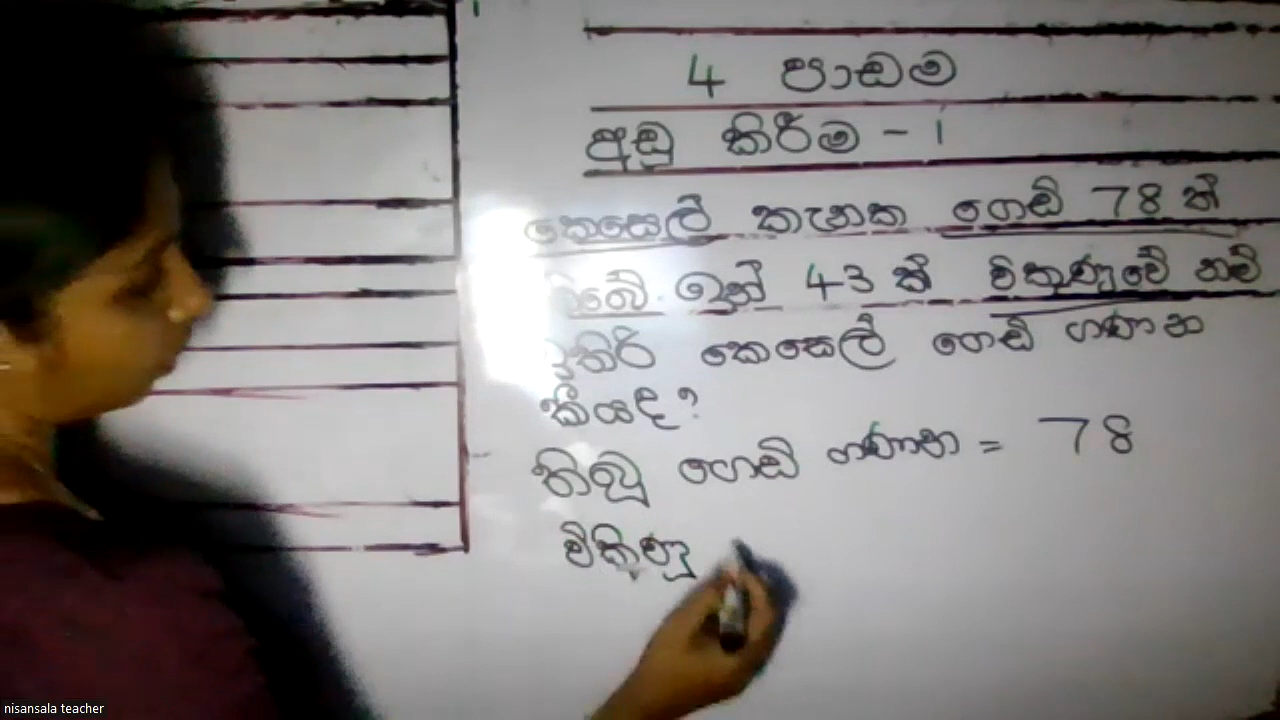 4 පාඩම
අඩු කිරීම - 1
කෙසෙල් කැනක ගෙඩි 78 ක්
ඉන් 43 ක් විකුණුවේ නම්
ඉතිරි කෙසෙල් ගෙඩි ගණන
කීයද?
තිබූ ගෙඩි ගණන = 78
විකිණූ
nisansala teacher